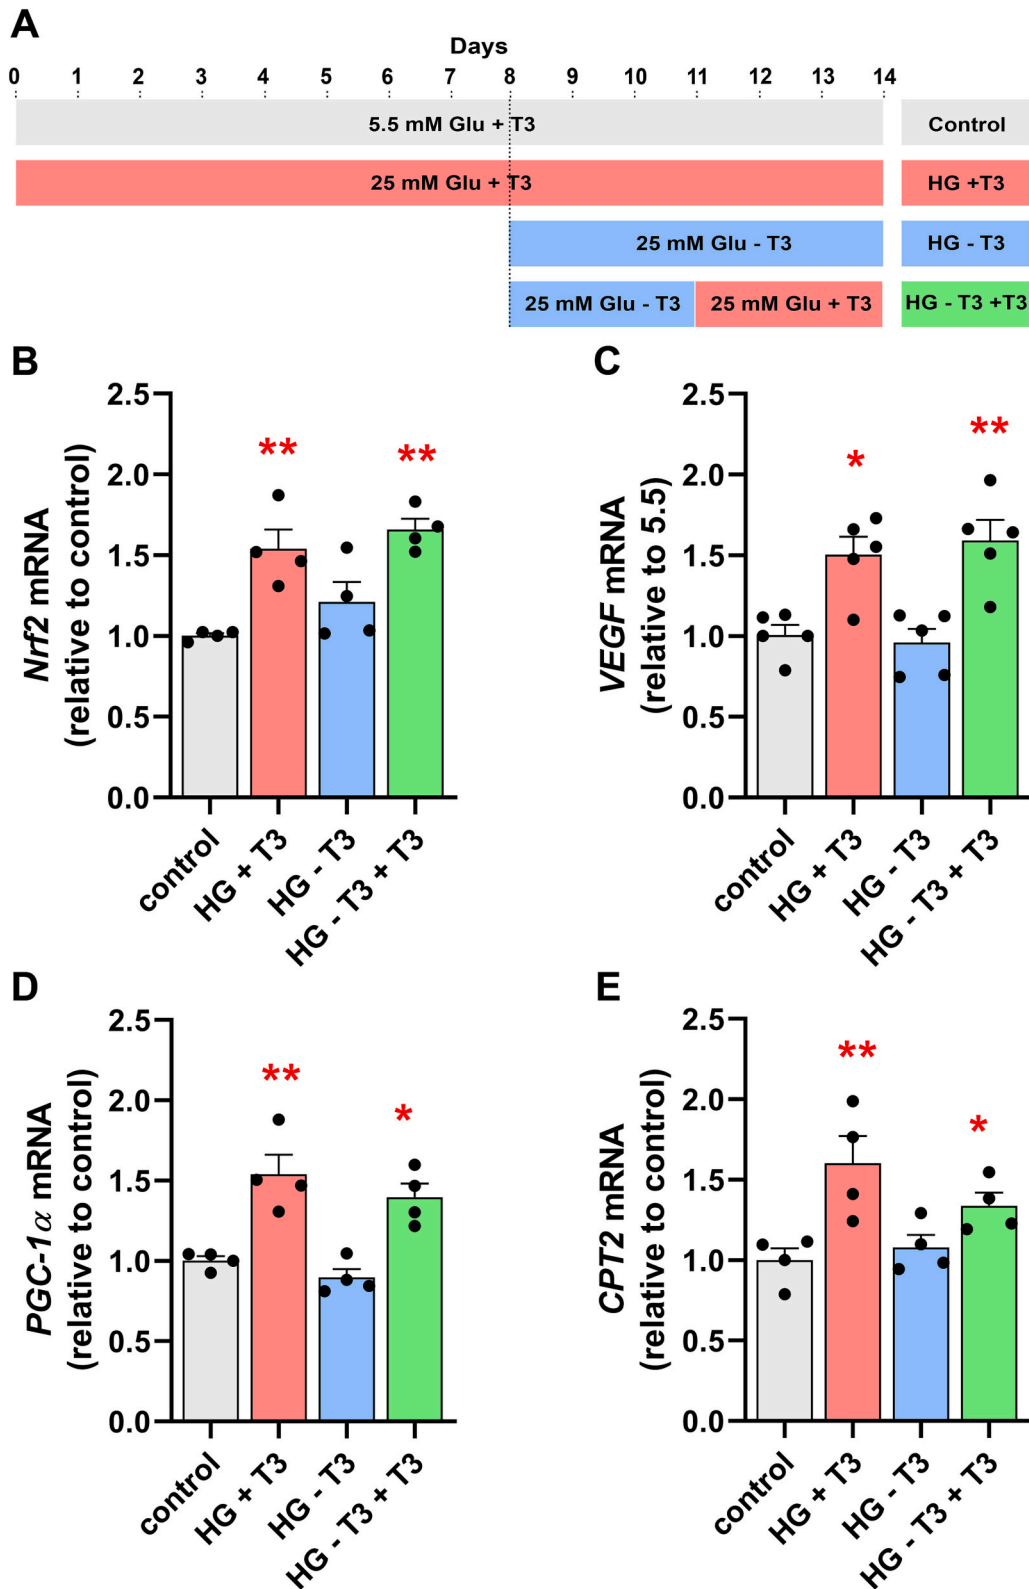 A
Days
0 3 4 5 6 7 8 9 10 11 12 13 14
5.5 mM Glu + T3 Control
25 mM Glu + T3 HG +T3
25 mM Glu - T3 HG - T3
25 mM Glu - T3 25 mM Glu + T3 HG - T3 +T3
B
Nrf2 mRNA
(relative to control)
2.5
2.0
1.5
1.0
0.5
0.0
** **
control
HG + T3
HG - T3
HG - T3 + T3
C
VEGF mRNA
(relative to 5.5)
2.5
2.0
1.5
1.0
0.5
0.0
* **
control
HG + T3
HG - T3
HG - T3 + T3
D
PGC-1α mRNA
(relative to control)
2.5
2.0
1.5
1.0
0.5
0.0
** *
control
HG + T3
HG - T3
HG - T3 + T3
E
CPT2 mRNA
(relative to control)
2.5
2.0
1.5
1.0
0.5
0.0
** *
control
HG + T3
HG - T3
HG - T3 + T3